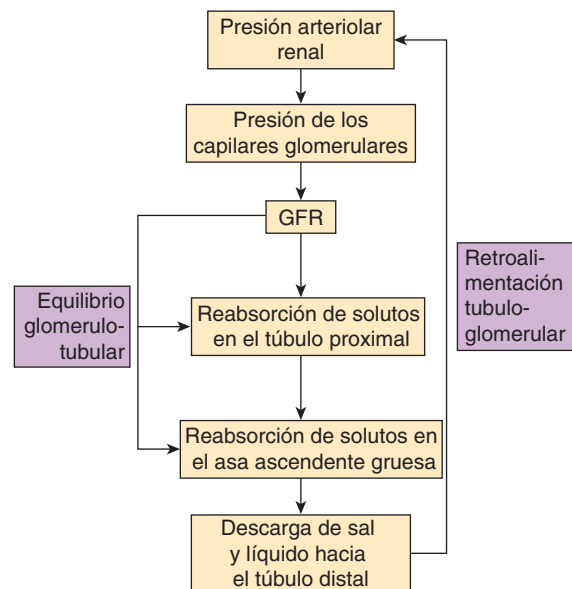 Presión arteriolar
renal
Presión de los
capilares glomerulares
GFR
Equilibrio
glomerulo-
tubular
Retroali-
mentación
tubulo-
glomerular
Reabsorción de solutos
en el túbulo proximal
Reabsorción de solutos en
el asa ascendente gruesa
Descarga de sal
y líquido hacia
el túbulo distal